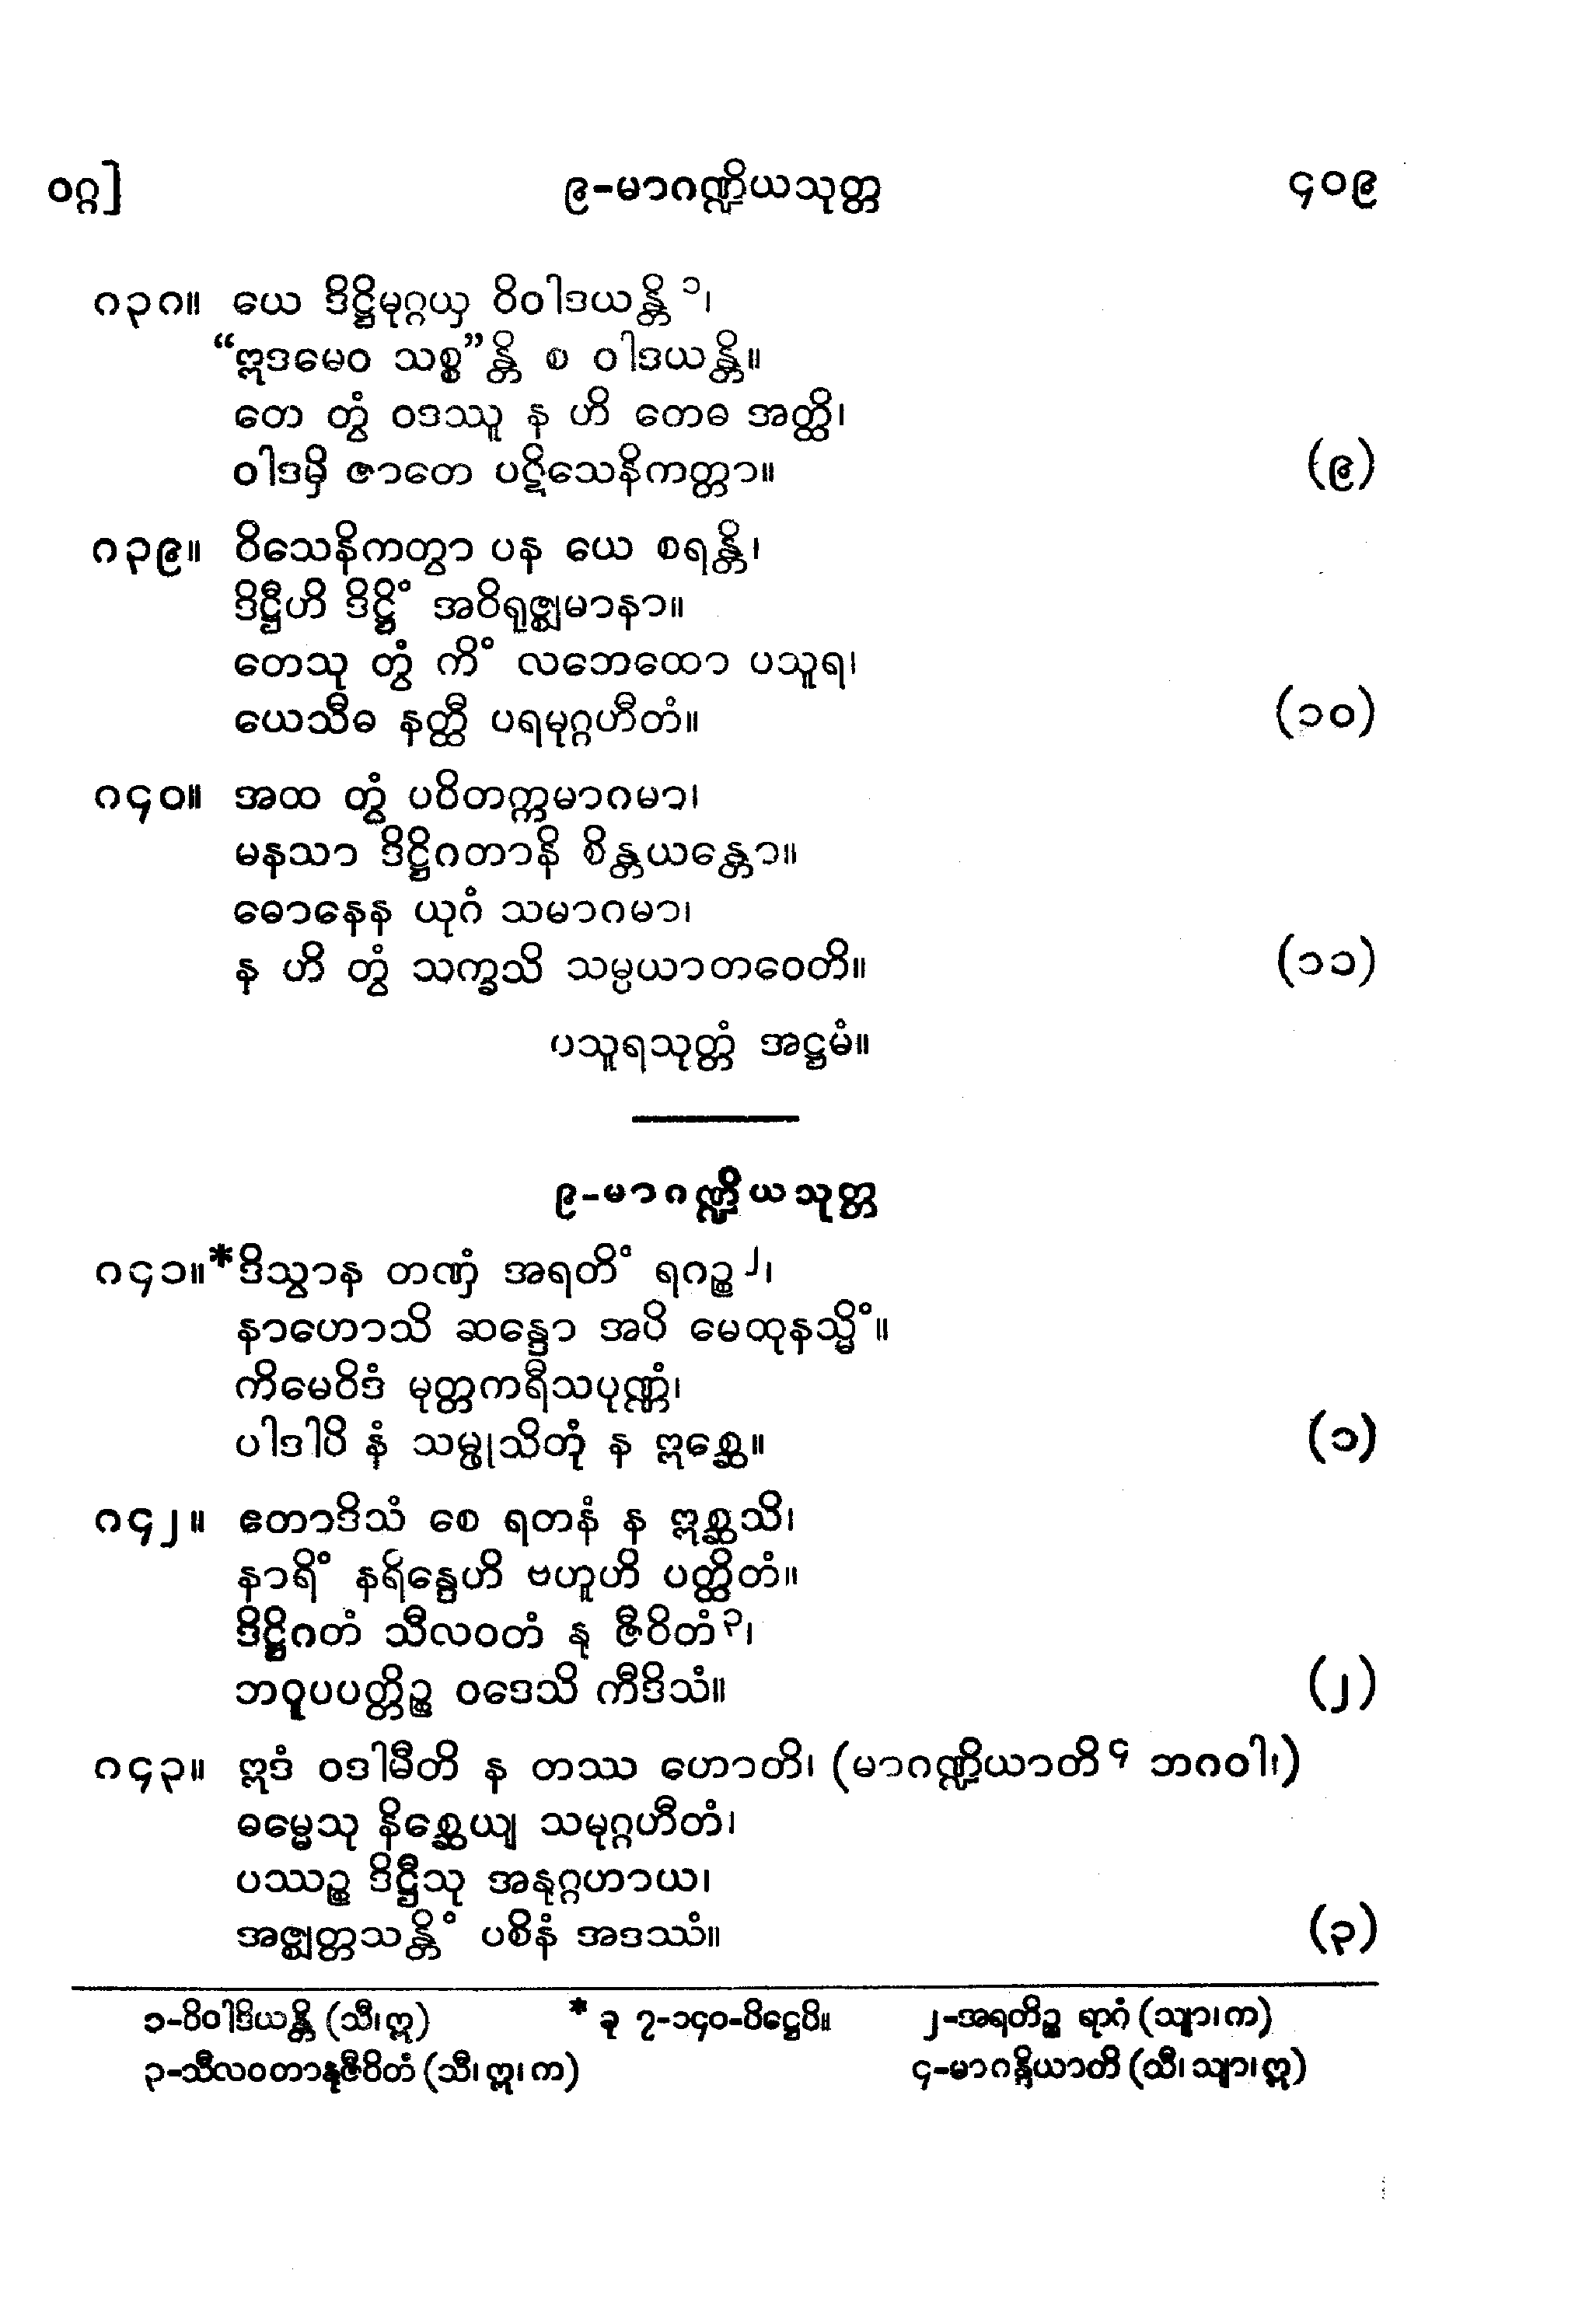 ဝဂ္ဂ]	၉-မာဂဏ္ဍိယသုတ္တ	၄၀၉
၈၃၈။ ယေ ဒိဋ္ဌိမုဂ္ဂယှ ဝိဝါဒယန္တိ ၁၊
“ဣဒမေဝ သစ္စ”န္တိ စ ဝါဒယန္တိ။
တေ တွံ ဝဒဿူ န ဟိ တေဓ အတ္ထိ၊
ဝါဒမှိ ဇာတေ ပဋိသေနိကတ္တာ။ (၉)
၈၃၉။ ဝိသေနိကတွာ ပန ယေ စရန္တိ၊
ဒိဋ္ဌီဟိ ဒိဋ္ဌိံ အဝိရုဇ္ဈမာနာ။
တေသု တွံ ကိံ လဘေထော ပသူရ၊
ယေသီဓ နတ္ထီ ပရမုဂ္ဂဟီတံ။ (၁၀)
၈၄၀။ အထ တွံ ပဝိတက္ကမာဂမာ၊
မနသာ ဒိဋ္ဌိဂတာနိ စိန္တယန္တော။
ဓောနေန ယုဂံ သမာဂမာ၊
န ဟိ တွံ သက္ခသိ သမ္ပယာတဝေတိ။ (၁၁)
ပသူရသုတ္တံ အဋ္ဌမံ။
၉-မာဂဏ္ဍိယသုတ္တ
၈၄၁။*ဒိသွာန တဏှံ အရတိံ ရဂဉ္စ ၂၊
နာဟောသိ ဆန္ဒော အပိ မေထုနသ္မိံ။
ကိမေဝိဒံ မုတ္တကရီသပုဏ္ဏံ၊
ပါဒါပိ နံ သမ္ဖုသိတုံ န ဣစ္ဆေ။ (၁)
၈၄၂။ ဧတာဒိသံ စေ ရတနံ န ဣစ္ဆသိ၊
နာရိံ နရိန္ဒေဟိ ဗဟူဟိ ပတ္ထိတံ။
ဒိဋ္ဌိဂတံ သီလဝတံ နု ဇီဝိတံ၃၊
ဘဝူပပတ္တိဉ္စ ဝဒေသိ ကီဒိသံ။ (၂)
၈၄၃။ ဣဒံ ဝဒါမီတိ န တဿ ဟောတိ၊ (မာဂဏ္ဍိယာတိ ၄ ဘဂဝါ၊)
ဓမ္မေသု နိစ္ဆေယျ သမုဂ္ဂဟီတံ၊
ပဿဉ္စ ဒိဋ္ဌီသု အနုဂ္ဂဟာယ၊
အဇ္ဈတ္တသန္တိံ ပစိနံ အဒဿံ။ (၃)
၁-ဝိဝါဒိယန္တိ (သီ၊ ဣ)	* ခု ၇-၁၄၀-ပိဋ္ဌေပိ။	၂-အရတိဉ္စ ရာဂံ (သျာ၊ က)
၃-သီလဝတာနုဇီဝိတံ (သီ၊ ဣ၊ က)	၄-မာဂန္ဒိယာတိ (သီ၊ သျာ၊ ဣ)